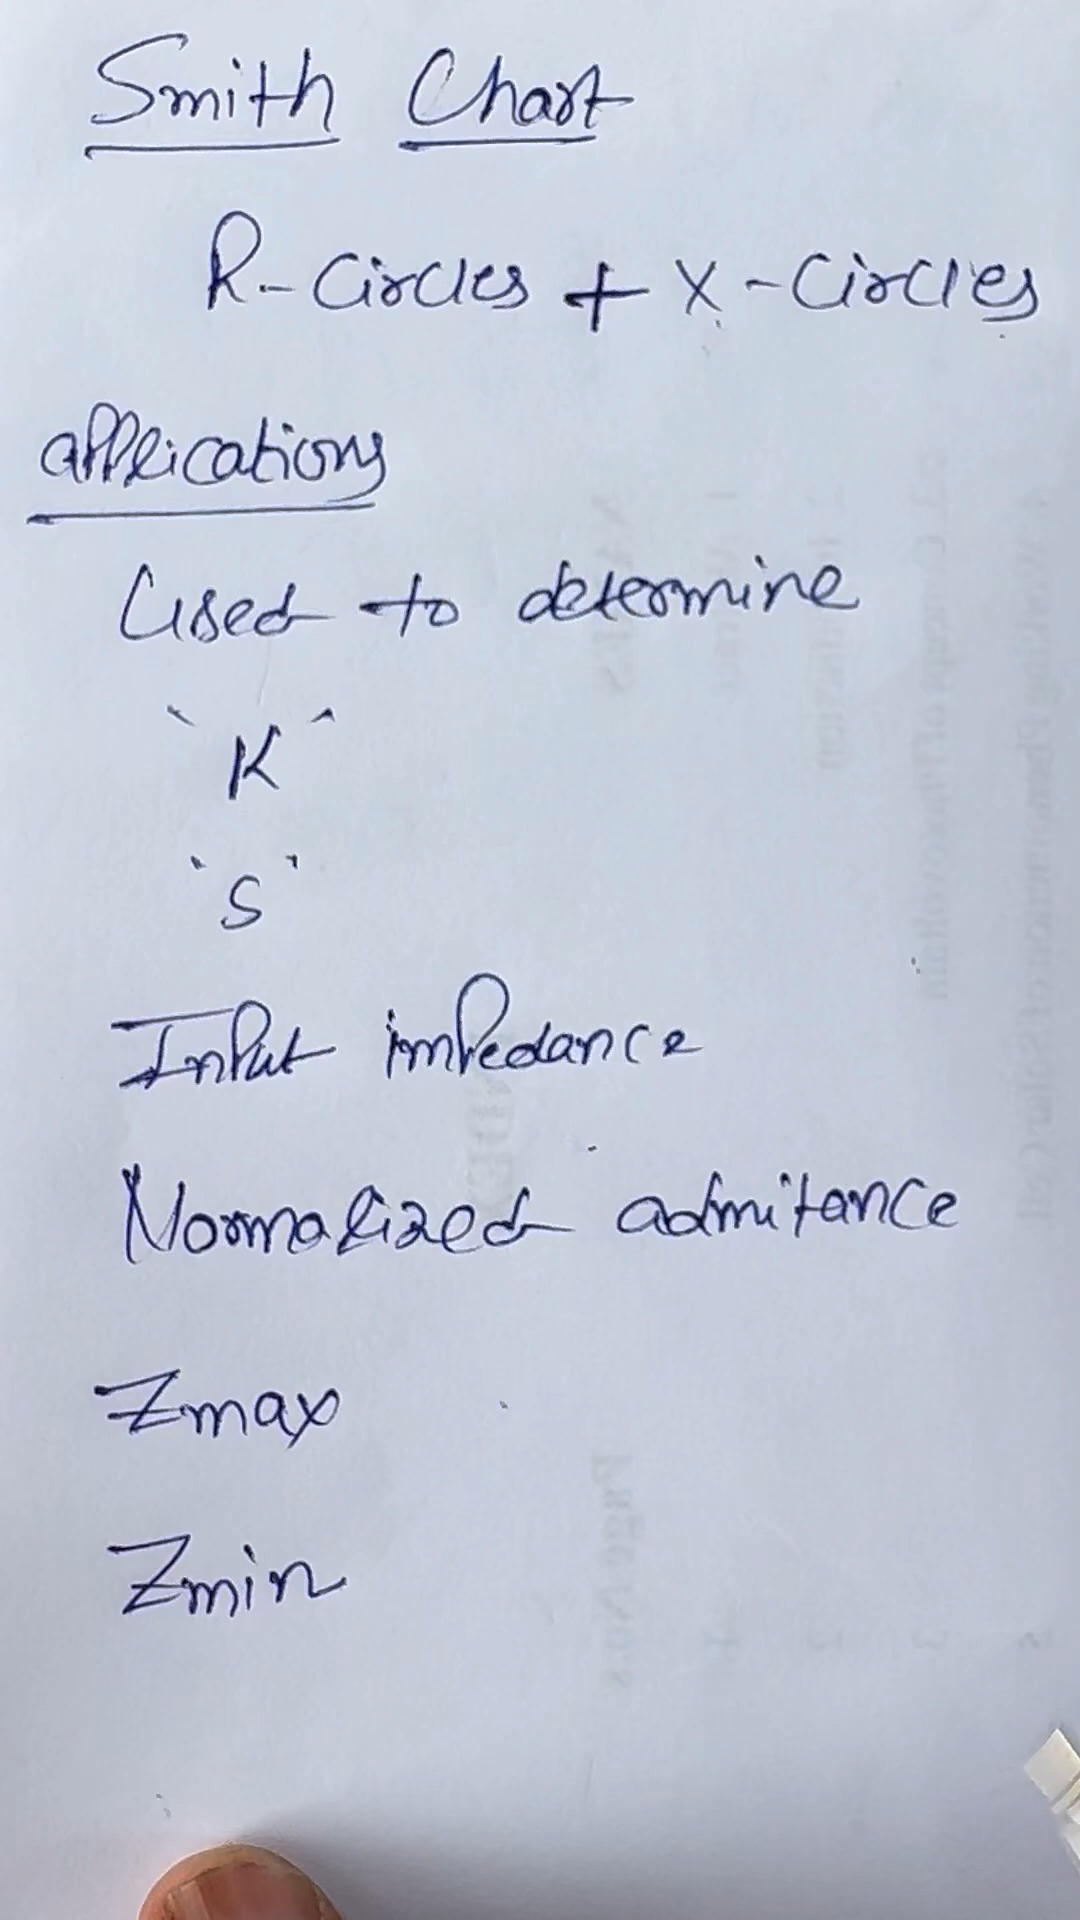 Smith Chart
R-Circles + X-Circles
applications
Used to determine
'K'
'S'
Input impedance
Normalized admitance
Zmax
Zmin